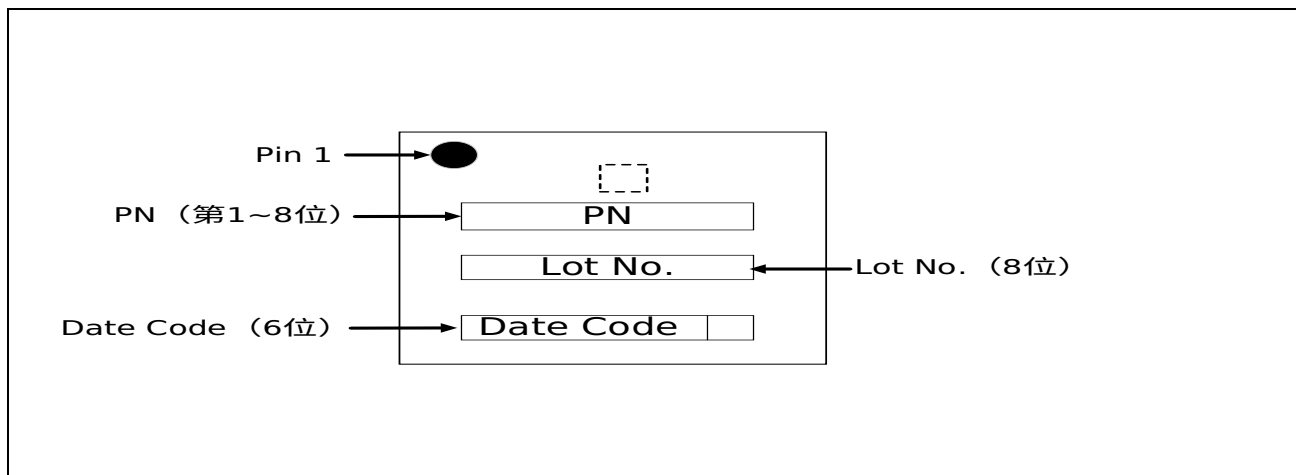 Pin 1
PN（第1~8位）
PN
Lot No.
Lot No.（8位）
Date Code（6位）
Date Code